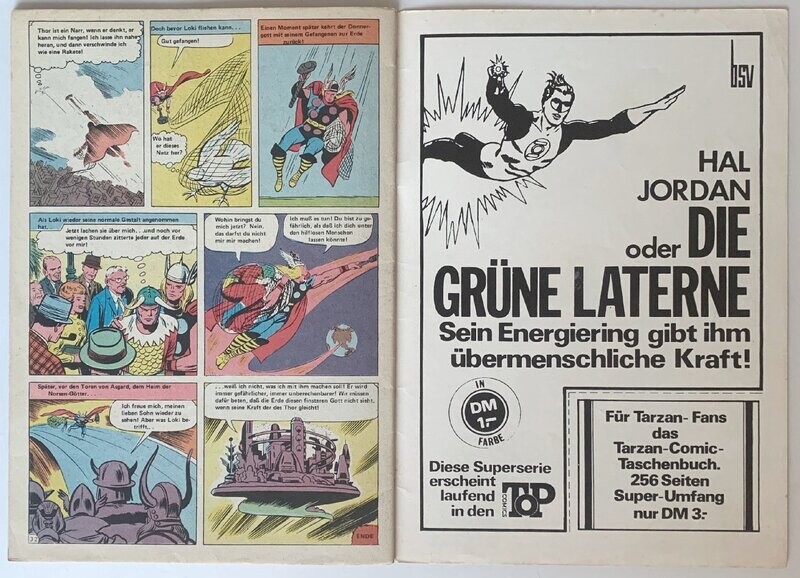 Thor ist ein Narr, wenn er denkt, er
kann mich fangen! Ich lasse ihn nahe
heran, und dann verschwinde ich
wie eine Rakete!
Doch bevor Loki fliehen kann...
Gut gefangen!
Wo hat
er dieses
Netz her?
Einen Moment später kehrt der Donner-
gott mit seinem Gefangenen zur Erde
zurück!
Als Loki wieder seine normale Gestalt angenommen
hat.
Jetzt lachen sie über mich...und noch vor
wenigen Stunden zitterte jeder auf der Erde
vor mir!
Wohin bringst du
mich jetzt? Nein,
das darfst du nicht
mir mir machen!
Ich muß es tun! Du bist zu ge-
fährlich, als daß ich dich unter
den hilflosen Menschen
lassen könnte!
Später, vor den Toren von Asgard, dem Heim der
Norsen-Götter...
Ich freue mich, meinen
lieben Sohn wieder zu
sehen! Aber was Loki be-
trifft..
...weiß ich nicht, was ich mit ihm machen soll! Er wird
immer gefährlicher, immer unberechenbarer! Wir müssen
dafür beten, daß die Erde diesen finsteren Gott nicht sieht,
wenn seine Kraft der des Thor gleicht!
32
ENDE
bsv
HAL
JORDAN
oder DIE
GRÜNE LATERNE
Sein Energiering gibt ihm
übermenschliche Kraft!
IN
DM
1.-
FARBE
Diese Superserie
erscheint
laufend
in den TOP
COMICS
Für Tarzan- Fans
das
Tarzan-Comic-
Taschenbuch.
256 Seiten
Super-Umfang
nur DM 3.-